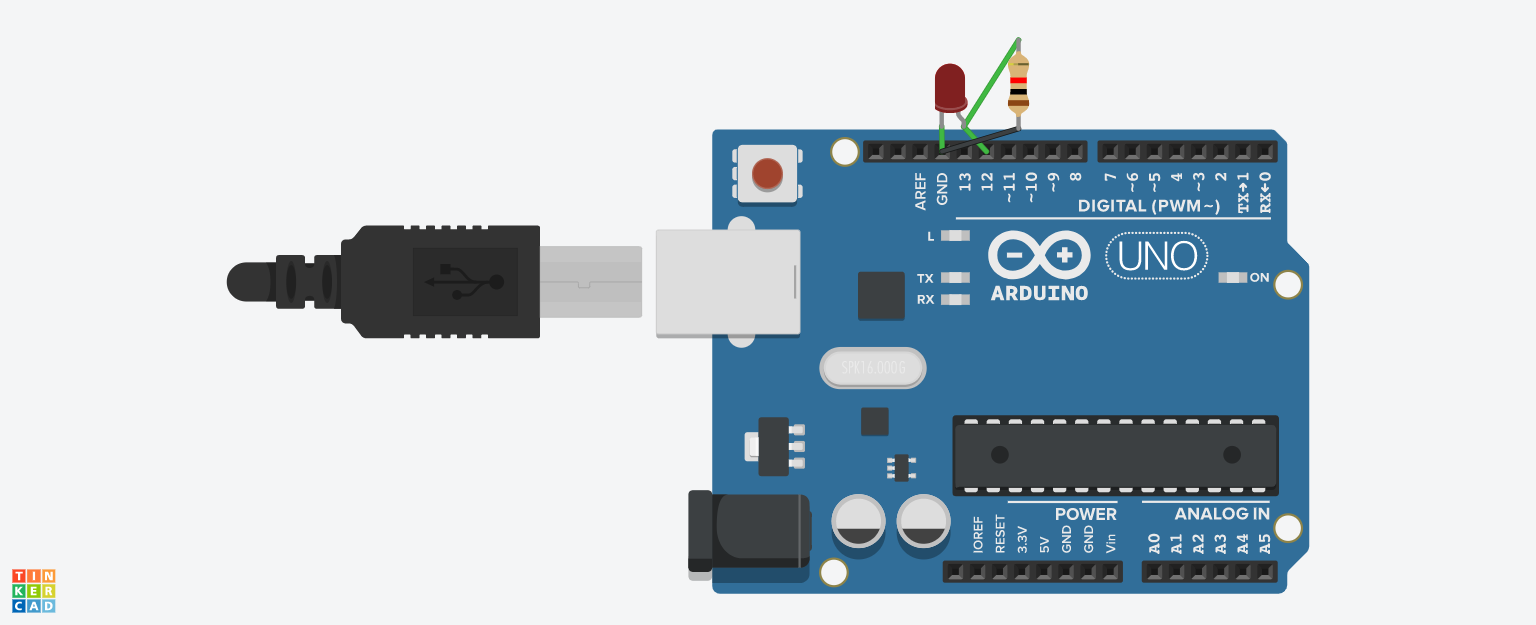 AREF
GND
13
12
~11
~10
~9
8
7
~6
~5
4
~3
2
TX→1
RX←0
DIGITAL (PWM ~)
L
TX
RX
ARDUINO
UNO
ON
SPK16.000G
POWER
ANALOG IN
IOREF
RESET
3.3V
5V
GND
GND
Vin
A0
A1
A2
A3
A4
A5
TIN
KER
CAD